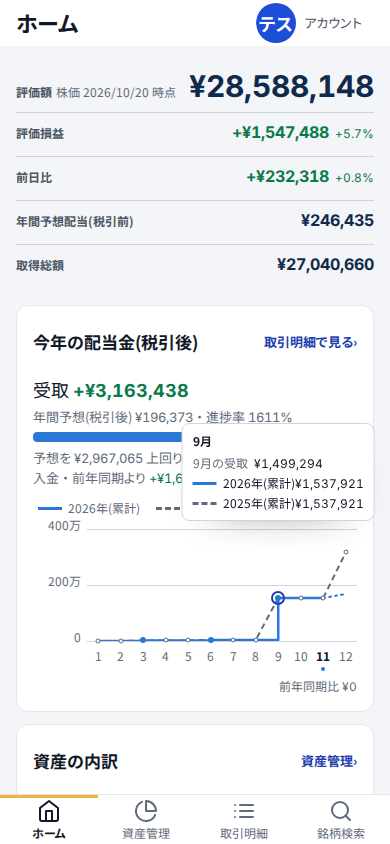 ホーム
テス アカウント
評価額 株価 2026/10/20 時点 ¥28,588,148
評価損益 +¥1,547,488 +5.7%
前日比 +¥232,318 +0.8%
年間予想配当(税引前) ¥246,435
取得総額 ¥27,040,660
今年の配当金(税引後) 取引明細で見る›
受取 +¥3,163,438
年間予想(税引後) ¥196,373・進捗率 1611%
予想を ¥2,967,065 上回り
入金・前年同期より +¥1,6
9月
9月の受取 ¥1,499,294
2026年(累計)¥1,537,921
2025年(累計)¥1,537,921
2026年(累計)
400万
200万
0
1 2 3 4 5 6 7 8 9 10 11 12
前年同期比 ¥0
資産の内訳 資産管理›
ホーム 資産管理 取引明細 銘柄検索